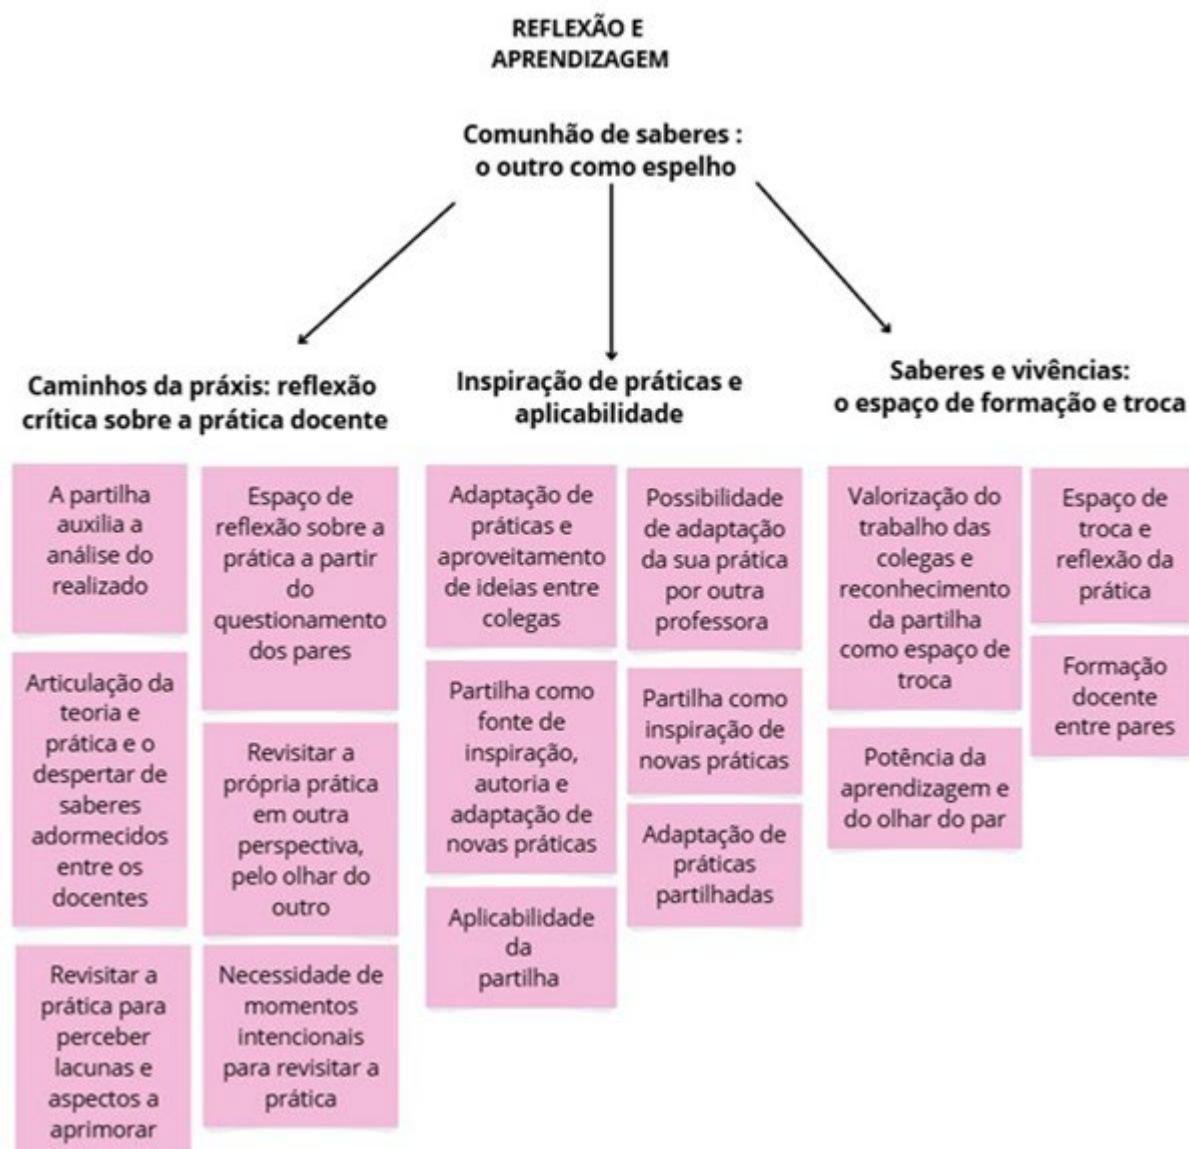 REFLEXÃO E
APRENDIZAGEM
Comunhão de saberes :
o outro como espelho
Caminhos da práxis: reflexão
crítica sobre a prática docente
A partilha
auxilia a
análise do
realizado
Articulação da
teoria e
prática e o
despertar de
saberes
adormecidos
entre os
docentes
Revisitar a
prática para
perceber
lacunas e
aspectos a
aprimorar
Espaço de
reflexão sobre a
prática a partir
do
questionamento
dos pares
Revisitar a
própria prática
em outra
perspectiva,
pelo olhar do
outro
Necessidade de
momentos
intencionais
para revisitar a
prática
Inspiração de práticas e
aplicabilidade
Adaptação de
práticas e
aproveitamento
de ideias entre
colegas
Partilha como
fonte de
inspiração,
autoria e
adaptação de
novas práticas
Aplicabilidade
da
partilha
Possibilidade
de adaptação
da sua prática
por outra
professora
Partilha como
inspiração de
novas práticas
Adaptação de
práticas
partilhadas
Saberes e vivências:
o espaço de formação e troca
Valorização do
trabalho das
colegas e
reconhecimento
da partilha
como espaço de
troca
Potência da
aprendizagem e
do olhar do par
Espaço de
troca e
reflexão da
prática
Formação
docente
entre pares